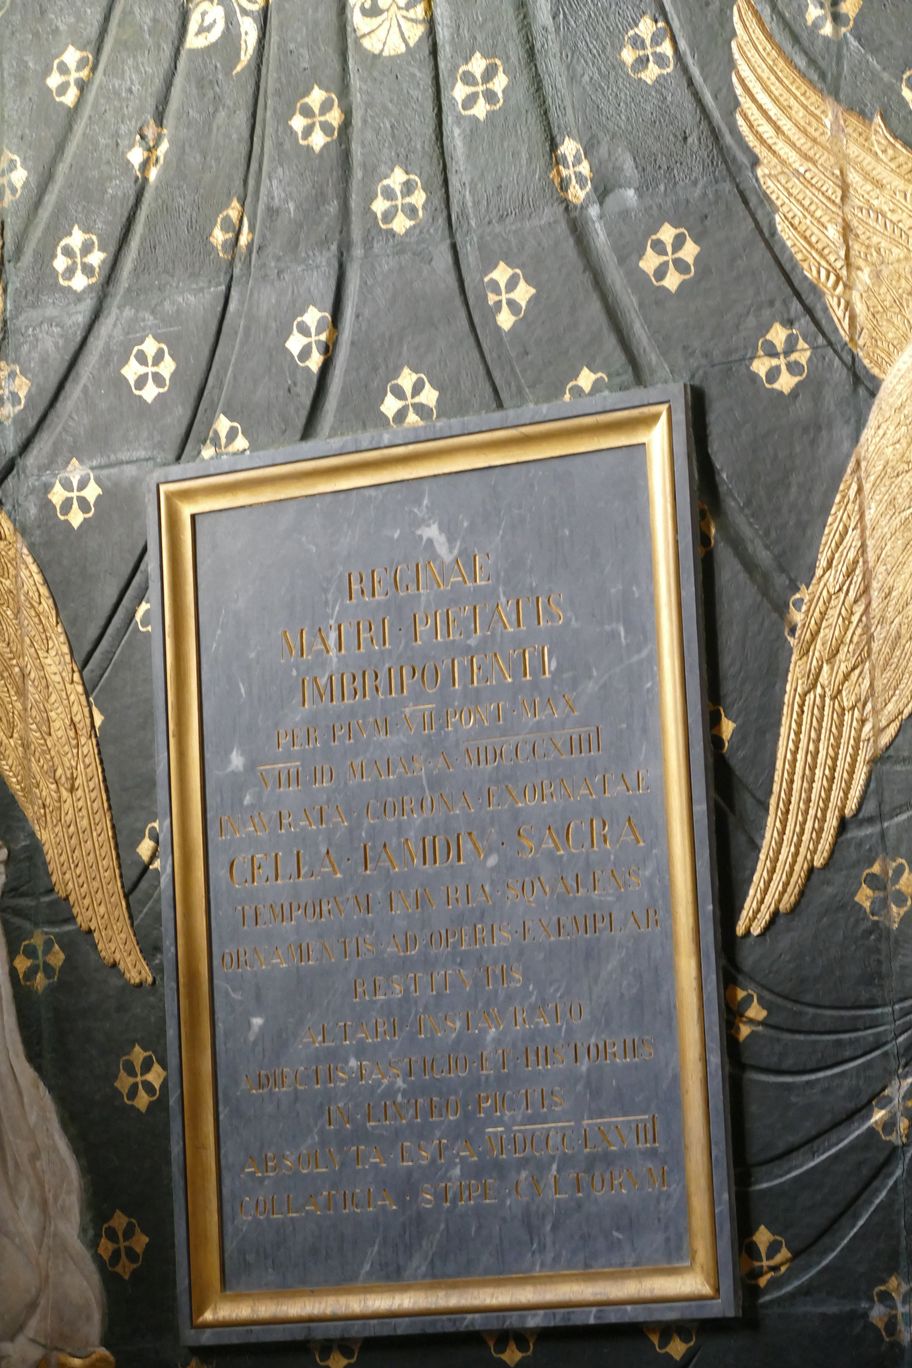 REGINAE
MATRI · PIETATIS
IMBRIPOTENTI
PER PIVM · VII · PONT · MAX
VIII ID MAIAS · A · MDCCCXIIII
INAVRATA · CORONA · EXORNATAE
CELLA · IAMDIV · SACRA
TEMPORVM · INIVRIA · SQVALENS
ORNAMENTIS · AD · OPERIS · EXEMPLAR
RESTITVTIS
ALTARI · INSTAVRATO
ADIECTIS · FASTIGIO · ET · HISTORIIS
IN · LINTEO · PICTIS
ABSOLVTA · EST · A · MDCCC · LXVIII
COLLATICIA · STIPE · CVLTORVM